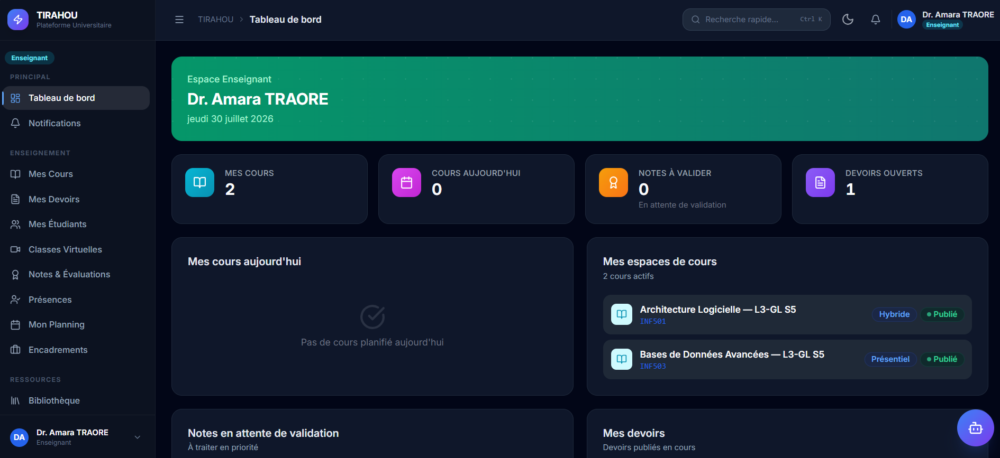 TIRAHOU
Plateforme Universitaire
TIRAHOU > Tableau de bord
Recherche rapide... Ctrl K
DA
Dr. Amara TRAORE
Enseignant
Enseignant
PRINCIPAL
Tableau de bord
Notifications
ENSEIGNEMENT
Mes Cours
Mes Devoirs
Mes Étudiants
Classes Virtuelles
Notes & Évaluations
Présences
Mon Planning
Encadrements
RESSOURCES
Bibliothèque
DA
Dr. Amara TRAORE
Enseignant
Espace Enseignant
Dr. Amara TRAORE
jeudi 30 juillet 2026
MES COURS
2
COURS AUJOURD'HUI
0
NOTES À VALIDER
0
En attente de validation
DEVOIRS OUVERTS
1
Mes cours aujourd'hui
Pas de cours planifié aujourd'hui
Mes espaces de cours
2 cours actifs
Architecture Logicielle — L3-GL S5
INF501
Hybride Publié
Bases de Données Avancées — L3-GL S5
INF503
Présentiel Publié
Notes en attente de validation
À traiter en priorité
Mes devoirs
Devoirs publiés en cours